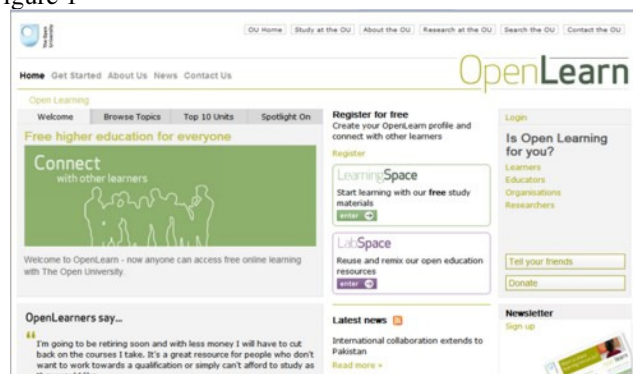 OU Home Study at the OU About the OU Research at the OU Search the OU Contact the OU
The Open
University
Home Get Started About Us News Contact Us
OpenLearn
Open Learning
Welcome Browse Topics Top 10 Units Spotlight On
Free higher education for everyone
Connect
with other learners
Welcome to OpenLearn - now anyone can access free online learning
with The Open University.
OpenLearners say...
I'm going to be retiring soon and with less money I will have to cut
back on the courses I take. It's a great resource for people who don't
want to work towards a qualification or simply can't afford to study as
Register for free
Create your OpenLearn profile and
connect with other learners
Register
LearningSpace
Start learning with our free study
materials
enter
LabSpace
Reuse and remix our open education
resources
enter
Latest news
International collaboration extends to
Pakistan
Read more »
Login
Is Open Learning
for you?
Learners
Educators
Organisations
Researchers
Tell your friends
Donate
Newsletter
Sign up